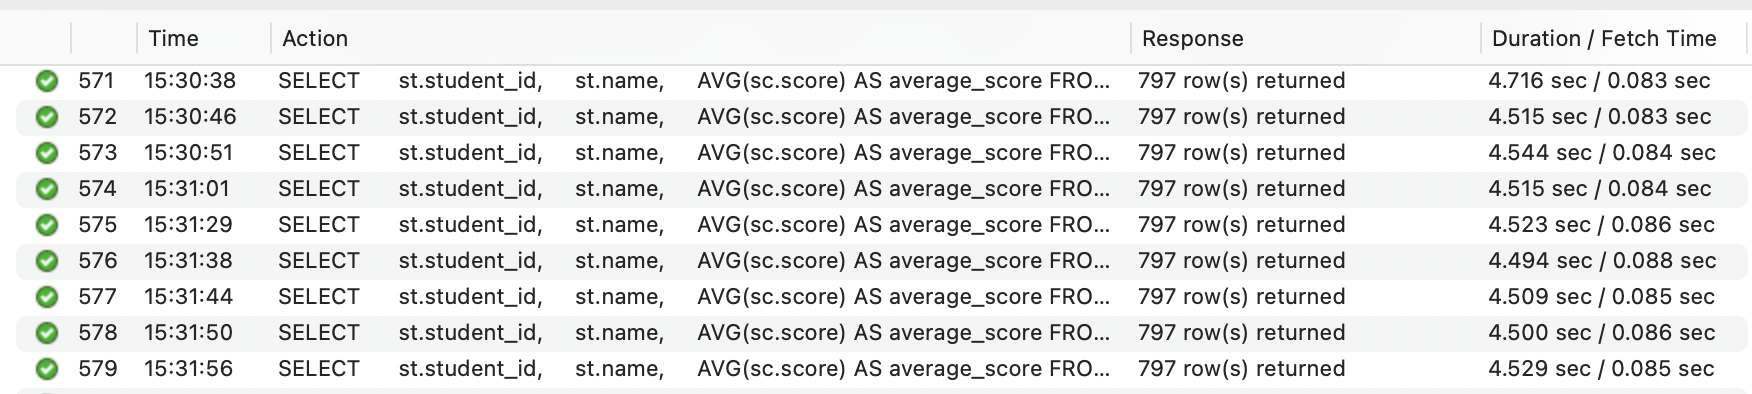 Time Action Response Duration / Fetch Time
571 15:30:38 SELECT st.student_id, st.name, AVG(sc.score) AS average_score FRO... 797 row(s) returned 4.716 sec / 0.083 sec
572 15:30:46 SELECT st.student_id, st.name, AVG(sc.score) AS average_score FRO... 797 row(s) returned 4.515 sec / 0.083 sec
573 15:30:51 SELECT st.student_id, st.name, AVG(sc.score) AS average_score FRO... 797 row(s) returned 4.544 sec / 0.084 sec
574 15:31:01 SELECT st.student_id, st.name, AVG(sc.score) AS average_score FRO... 797 row(s) returned 4.515 sec / 0.084 sec
575 15:31:29 SELECT st.student_id, st.name, AVG(sc.score) AS average_score FRO... 797 row(s) returned 4.523 sec / 0.086 sec
576 15:31:38 SELECT st.student_id, st.name, AVG(sc.score) AS average_score FRO... 797 row(s) returned 4.494 sec / 0.088 sec
577 15:31:44 SELECT st.student_id, st.name, AVG(sc.score) AS average_score FRO... 797 row(s) returned 4.509 sec / 0.085 sec
578 15:31:50 SELECT st.student_id, st.name, AVG(sc.score) AS average_score FRO... 797 row(s) returned 4.500 sec / 0.086 sec
579 15:31:56 SELECT st.student_id, st.name, AVG(sc.score) AS average_score FRO... 797 row(s) returned 4.529 sec / 0.085 sec